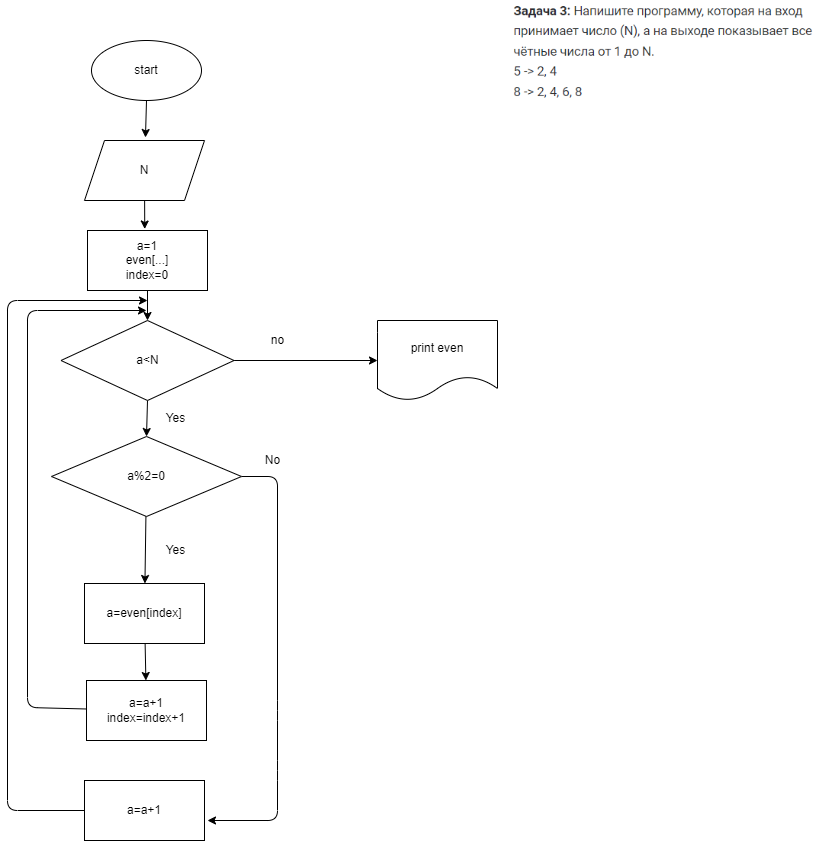 Задача 3: Напишите программу, которая на вход
принимает число (N), а на выходе показывает все
чётные числа от 1 до N.
5 -> 2, 4
8 -> 2, 4, 6, 8
start
N
a=1
even[...]
index=0
a<N
no
print even
Yes
a%2=0
No
Yes
a=even[index]
a=a+1
index=index+1
a=a+1